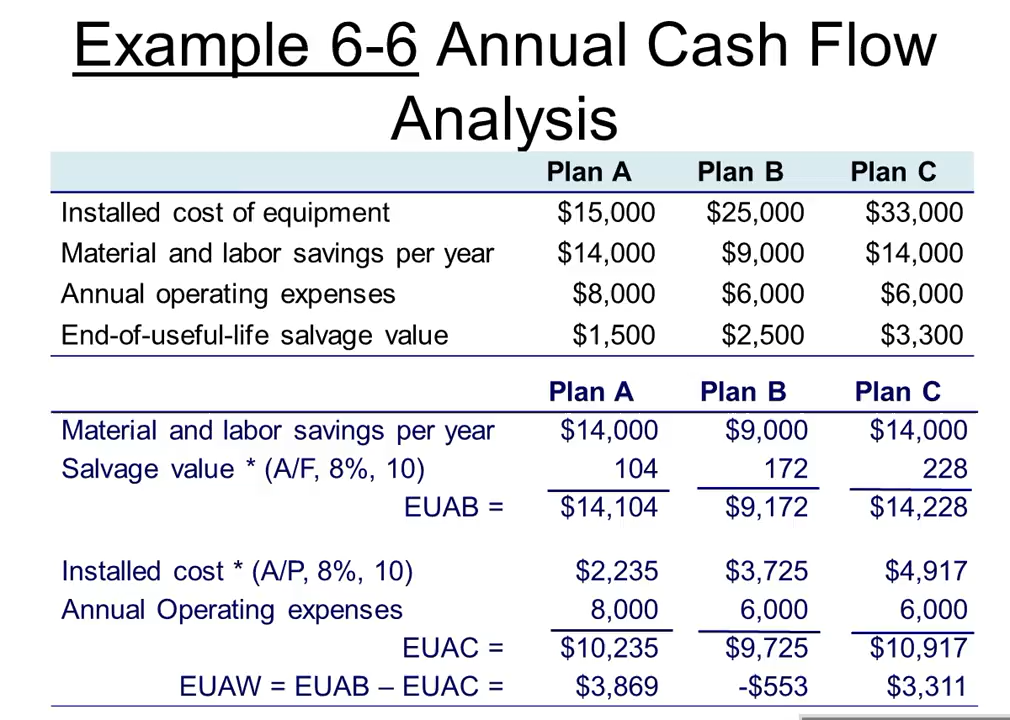 Example 6-6 Annual Cash Flow
Analysis
Plan A Plan B Plan C
Installed cost of equipment $15,000 $25,000 $33,000
Material and labor savings per year $14,000 $9,000 $14,000
Annual operating expenses $8,000 $6,000 $6,000
End-of-useful-life salvage value $1,500 $2,500 $3,300
Plan A Plan B Plan C
Material and labor savings per year $14,000 $9,000 $14,000
Salvage value * (A/F, 8%, 10) 104 172 228
EUAB = $14,104 $9,172 $14,228
Installed cost * (A/P, 8%, 10) $2,235 $3,725 $4,917
Annual Operating expenses 8,000 6,000 6,000
EUAC = $10,235 $9,725 $10,917
EUAW = EUAB – EUAC = $3,869 -$553 $3,311